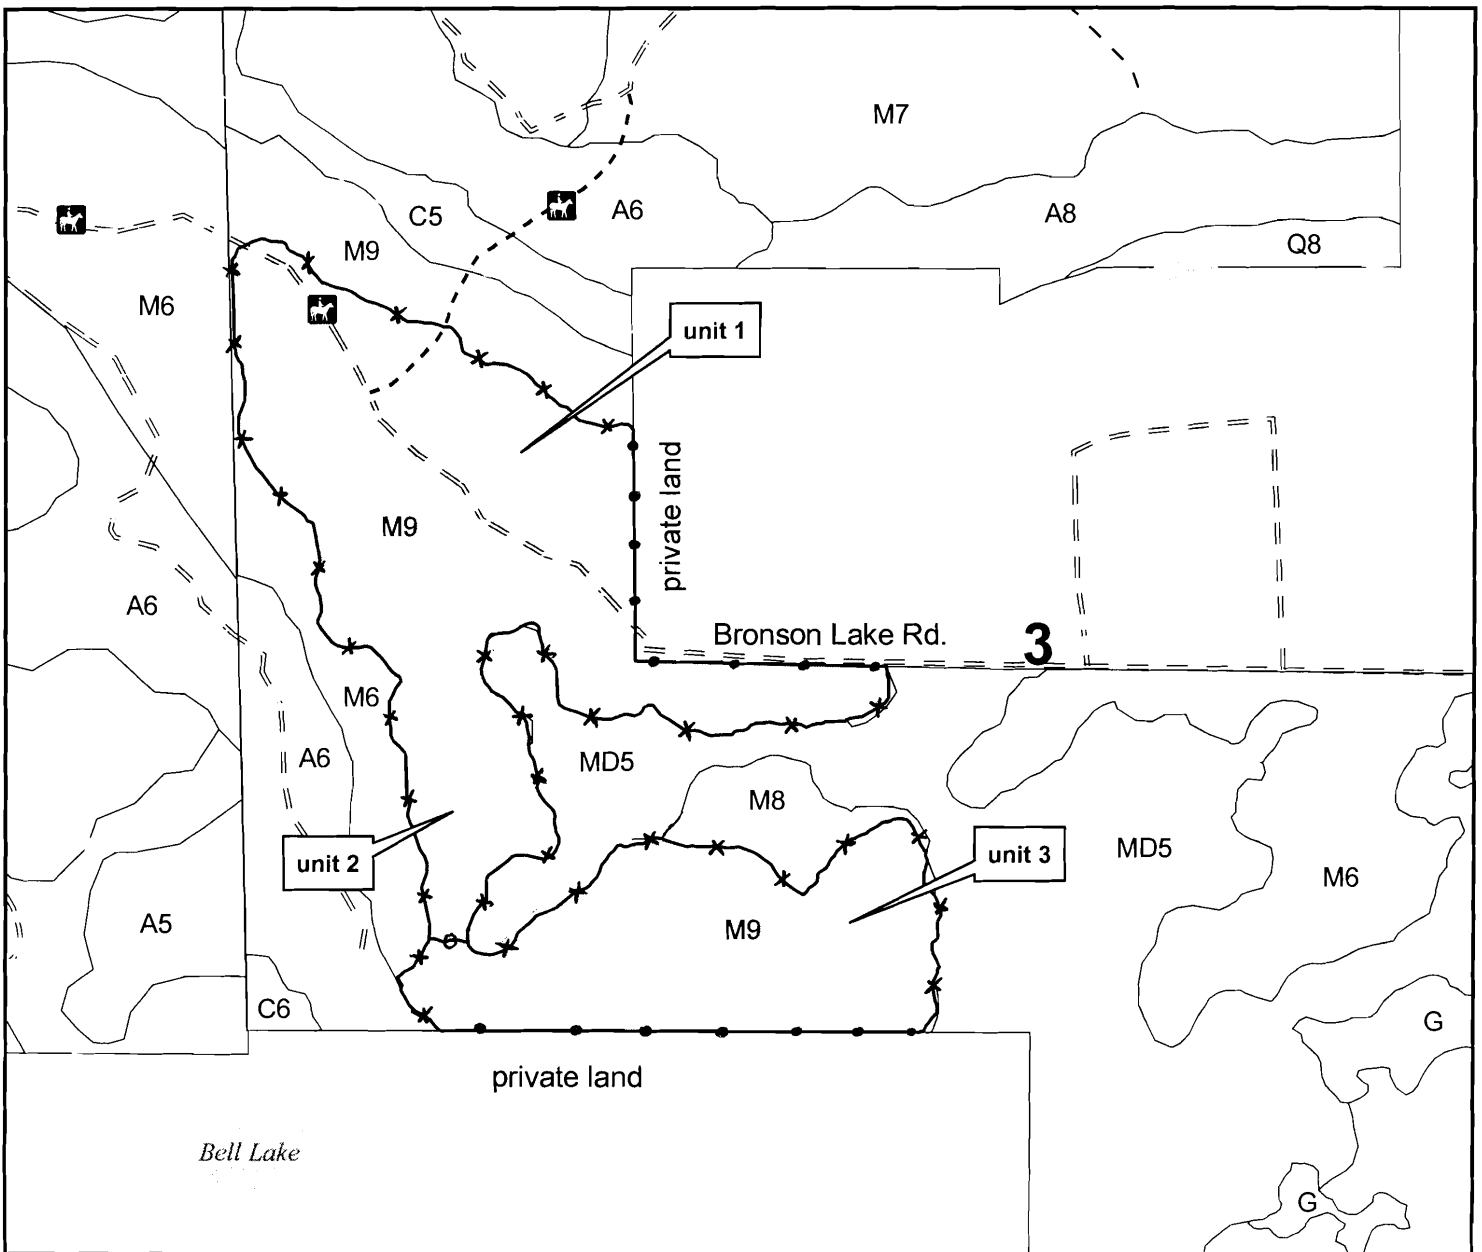 M7
C5
A6
A8
M9
Q8
M6
unit 1
private land
M9
A6
Bronson Lake Rd.
3
M6
A6
MD5
M8
unit 2
unit 3
MD5
M6
A5
M9
C6
G
private land
Bell Lake
G